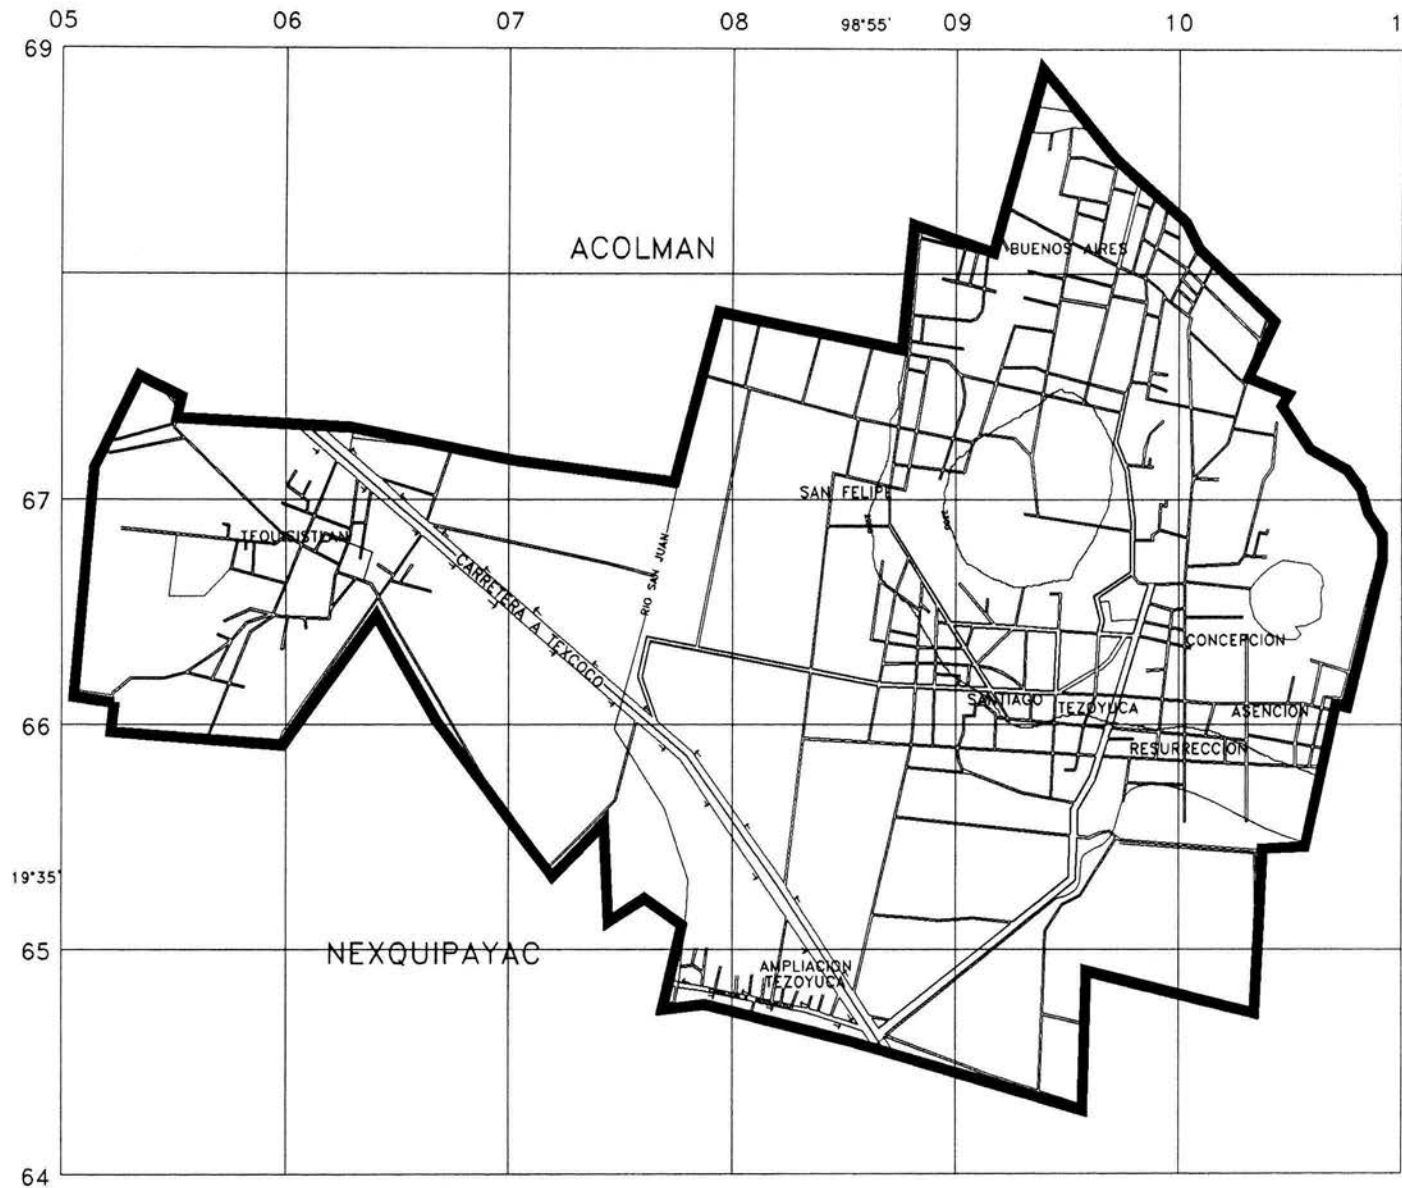 05 06 07 08 98°55' 09 10 1
69
ACOLMAN
BUENOS AIRES
67
SAN FELIPE
TEQUISISTLAN
CARRETERA A TEXCOCO
RIO SAN JUAN
CONCEPCION
SANTIAGO
TEZOYUCA
ASENCION
66
RESURRECCION
19°35'
65
NEXQUIPAYAC
AMPLIACION
TEZOYUCA
64